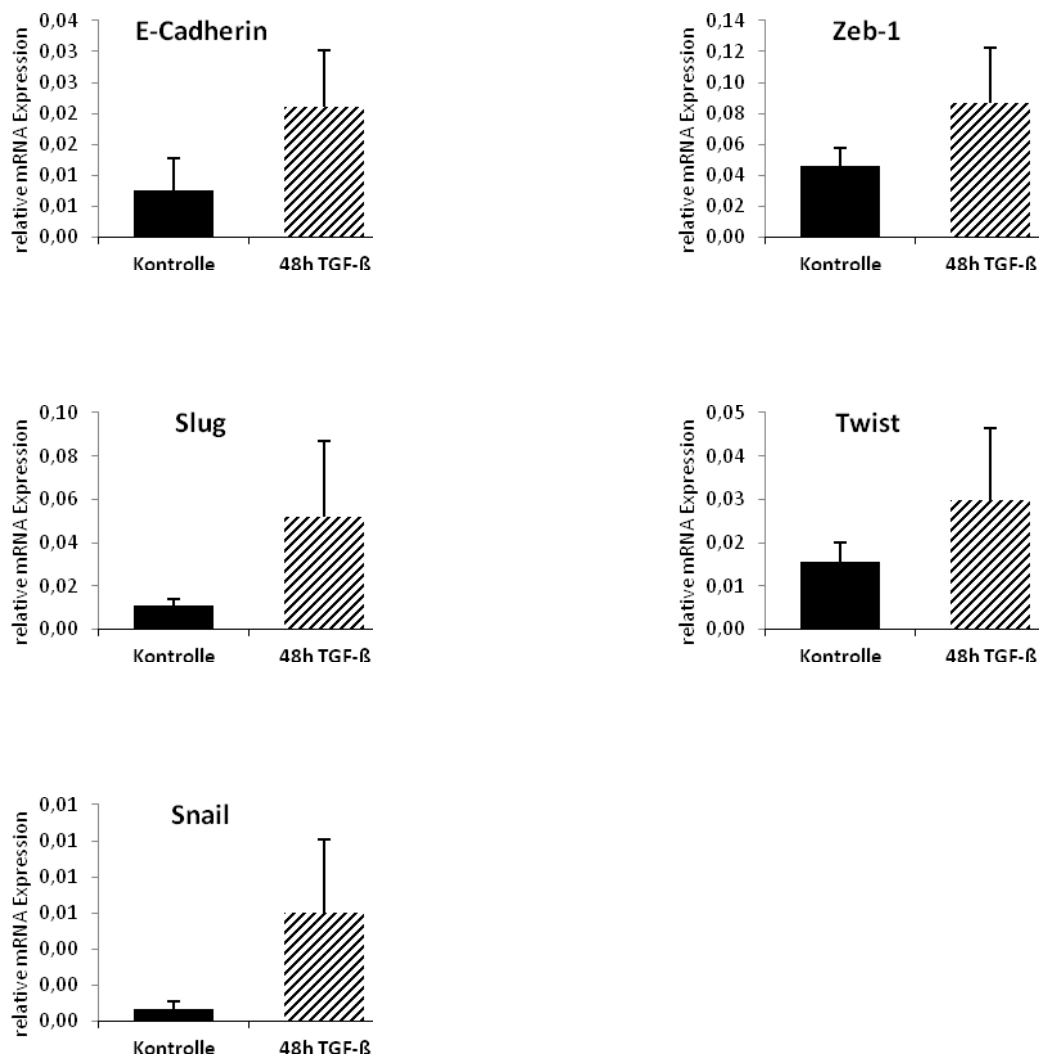 E-Cadherin
relative mRNA Expression
0,04
0,03
0,03
0,02
0,02
0,01
0,01
0,00
Kontrolle 48h TGF-ß
Zeb-1
relative mRNA Expression
0,14
0,12
0,10
0,08
0,06
0,04
0,02
0,00
Kontrolle 48h TGF-ß
Slug
relative mRNA Expression
0,10
0,08
0,06
0,04
0,02
0,00
Kontrolle 48h TGF-ß
Twist
relative mRNA Expression
0,05
0,04
0,03
0,02
0,01
0,00
Kontrolle 48h TGF-ß
Snail
relative mRNA Expression
0,01
0,01
0,01
0,01
0,00
0,00
0,00
Kontrolle 48h TGF-ß